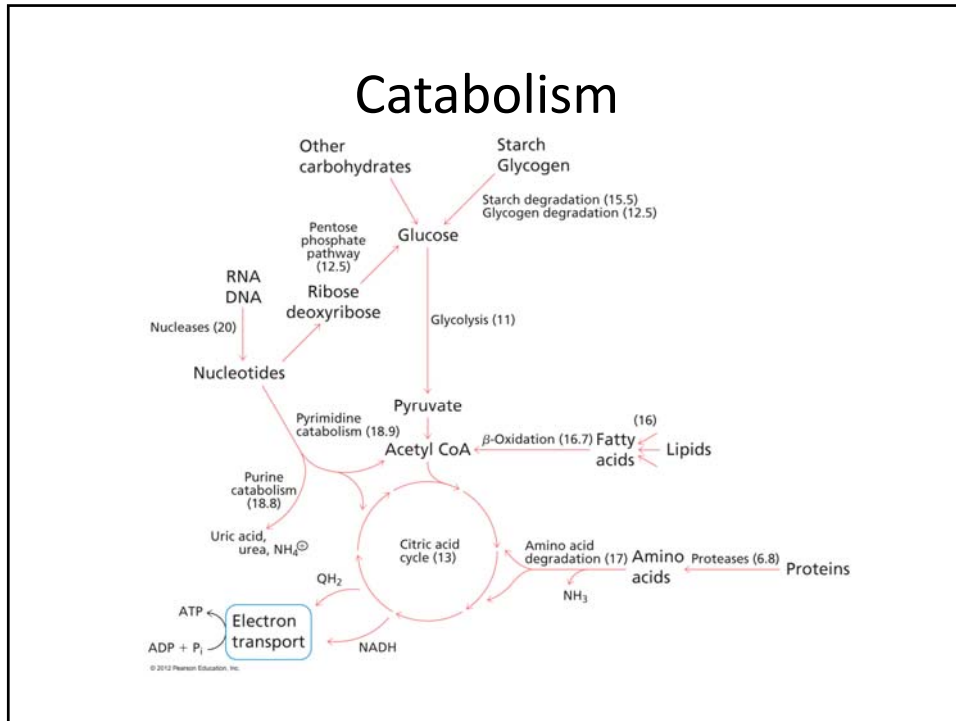 Catabolism
Other
carbohydrates
Starch
Glycogen
Starch degradation (15.5)
Glycogen degradation (12.5)
Pentose
phosphate
pathway
(12.5)
Glucose
RNA
DNA
Ribose
deoxyribose
Nucleases (20)
Glycolysis (11)
Nucleotides
Pyruvate
Pyrimidine
catabolism (18.9)
Acetyl CoA
β-Oxidation (16.7)
Fatty
acids
(16)
Lipids
Purine
catabolism
(18.8)
Uric acid,
urea, NH₄⊕
Citric acid
cycle (13)
Amino acid
degradation (17)
Amino
acids
Proteases (6.8)
Proteins
NH₃
QH₂
ATP
Electron
transport
ADP + Pᵢ
NADH
© 2012 Pearson Education, Inc.